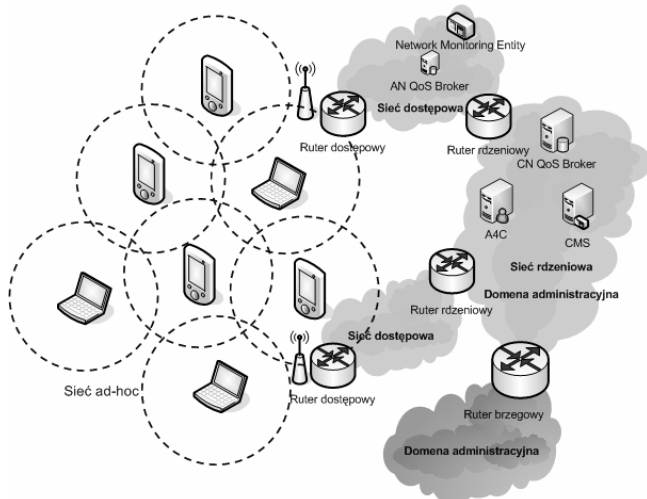 Network Monitoring Entity
AN QoS Broker
Sieć dostępowa
Ruter dostępowy
Ruter rdzeniowy
CN QoS Broker
A4C
CMS
Sieć rdzeniowa
Domena administracyjna
Ruter rdzeniowy
Sieć dostępowa
Sieć ad-hoc
Ruter dostępowy
Ruter brzegowy
Domena administracyjna